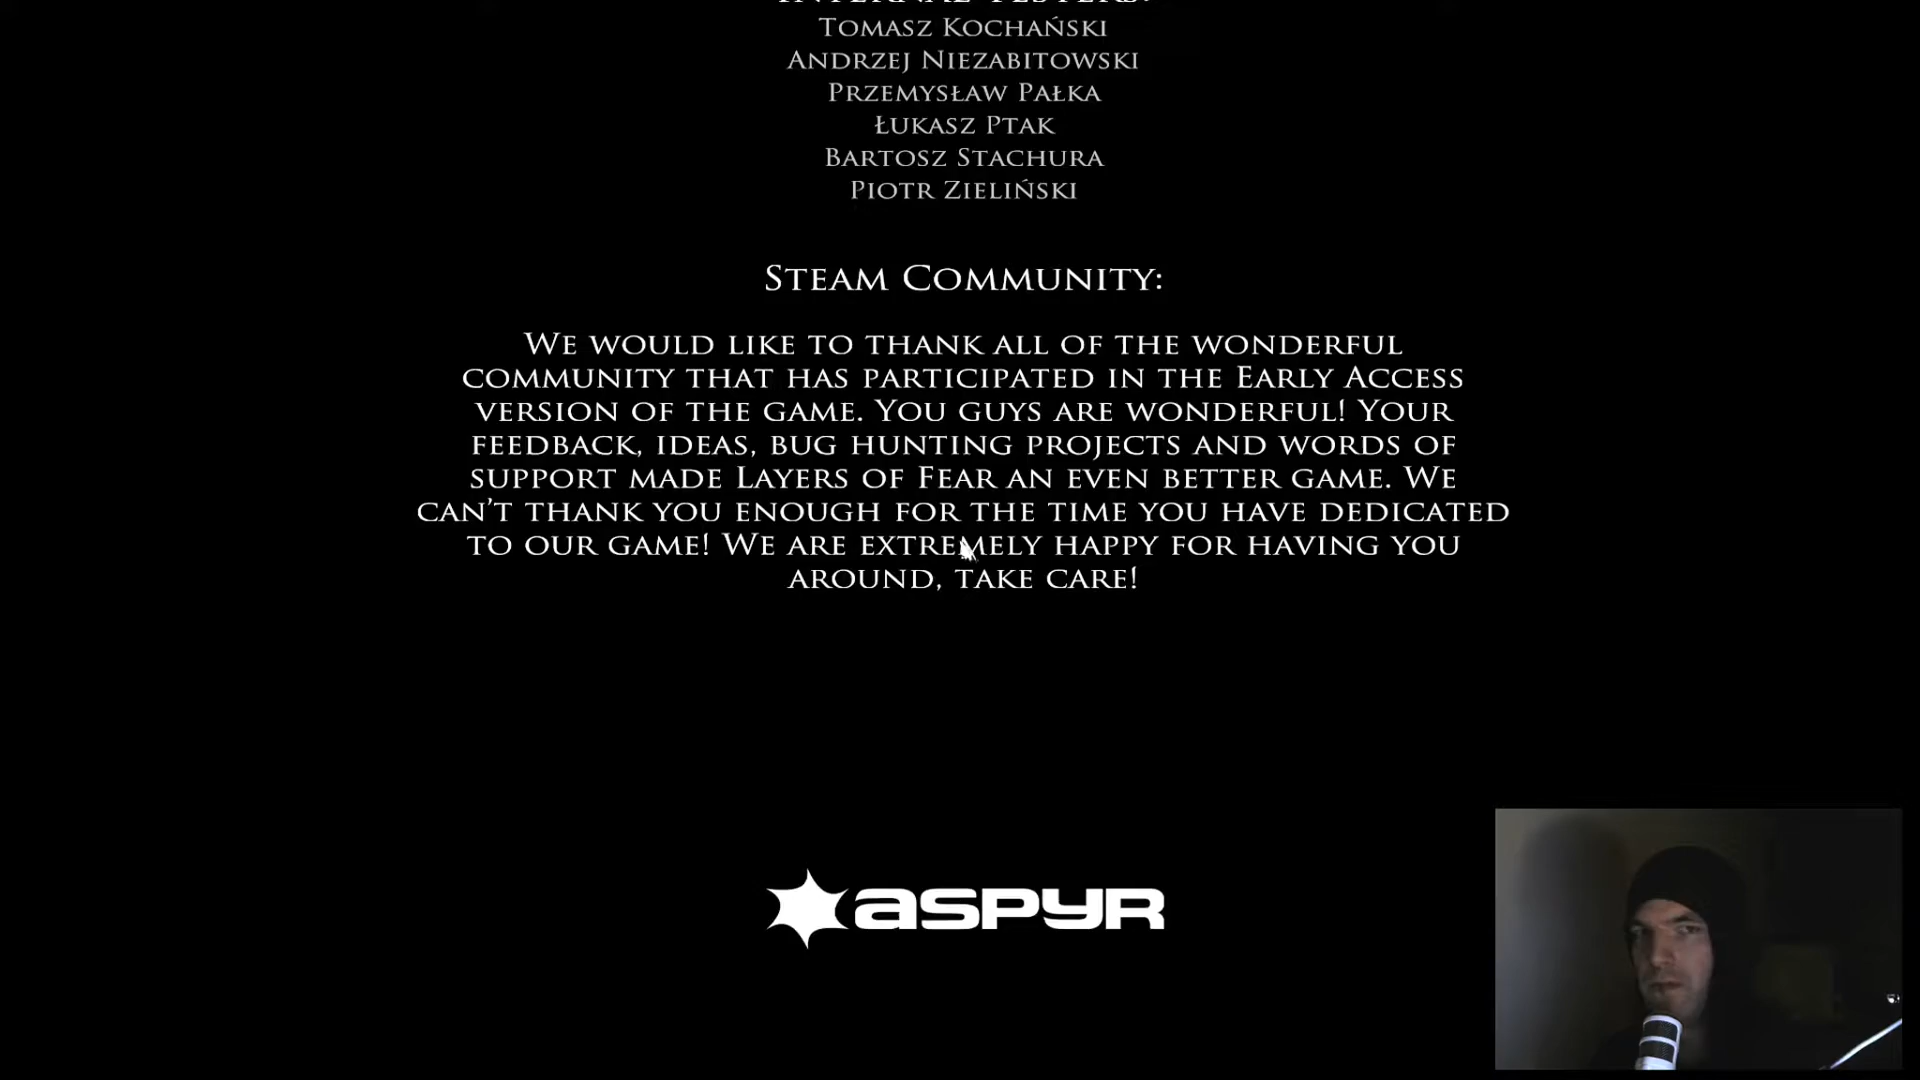 INTERNAL TESTERS:
TOMASZ KOCHAŃSKI
ANDRZEJ NIEZABITOWSKI
PRZEMYSŁAW PAŁKA
ŁUKASZ PTAK
BARTOSZ STACHURA
PIOTR ZIELIŃSKI
STEAM COMMUNITY:
WE WOULD LIKE TO THANK ALL OF THE WONDERFUL
COMMUNITY THAT HAS PARTICIPATED IN THE EARLY ACCESS
VERSION OF THE GAME. YOU GUYS ARE WONDERFUL! YOUR
FEEDBACK, IDEAS, BUG HUNTING PROJECTS AND WORDS OF
SUPPORT MADE LAYERS OF FEAR AN EVEN BETTER GAME. WE
CAN'T THANK YOU ENOUGH FOR THE TIME YOU HAVE DEDICATED
TO OUR GAME! WE ARE EXTREMELY HAPPY FOR HAVING YOU
AROUND, TAKE CARE!
ASPYR